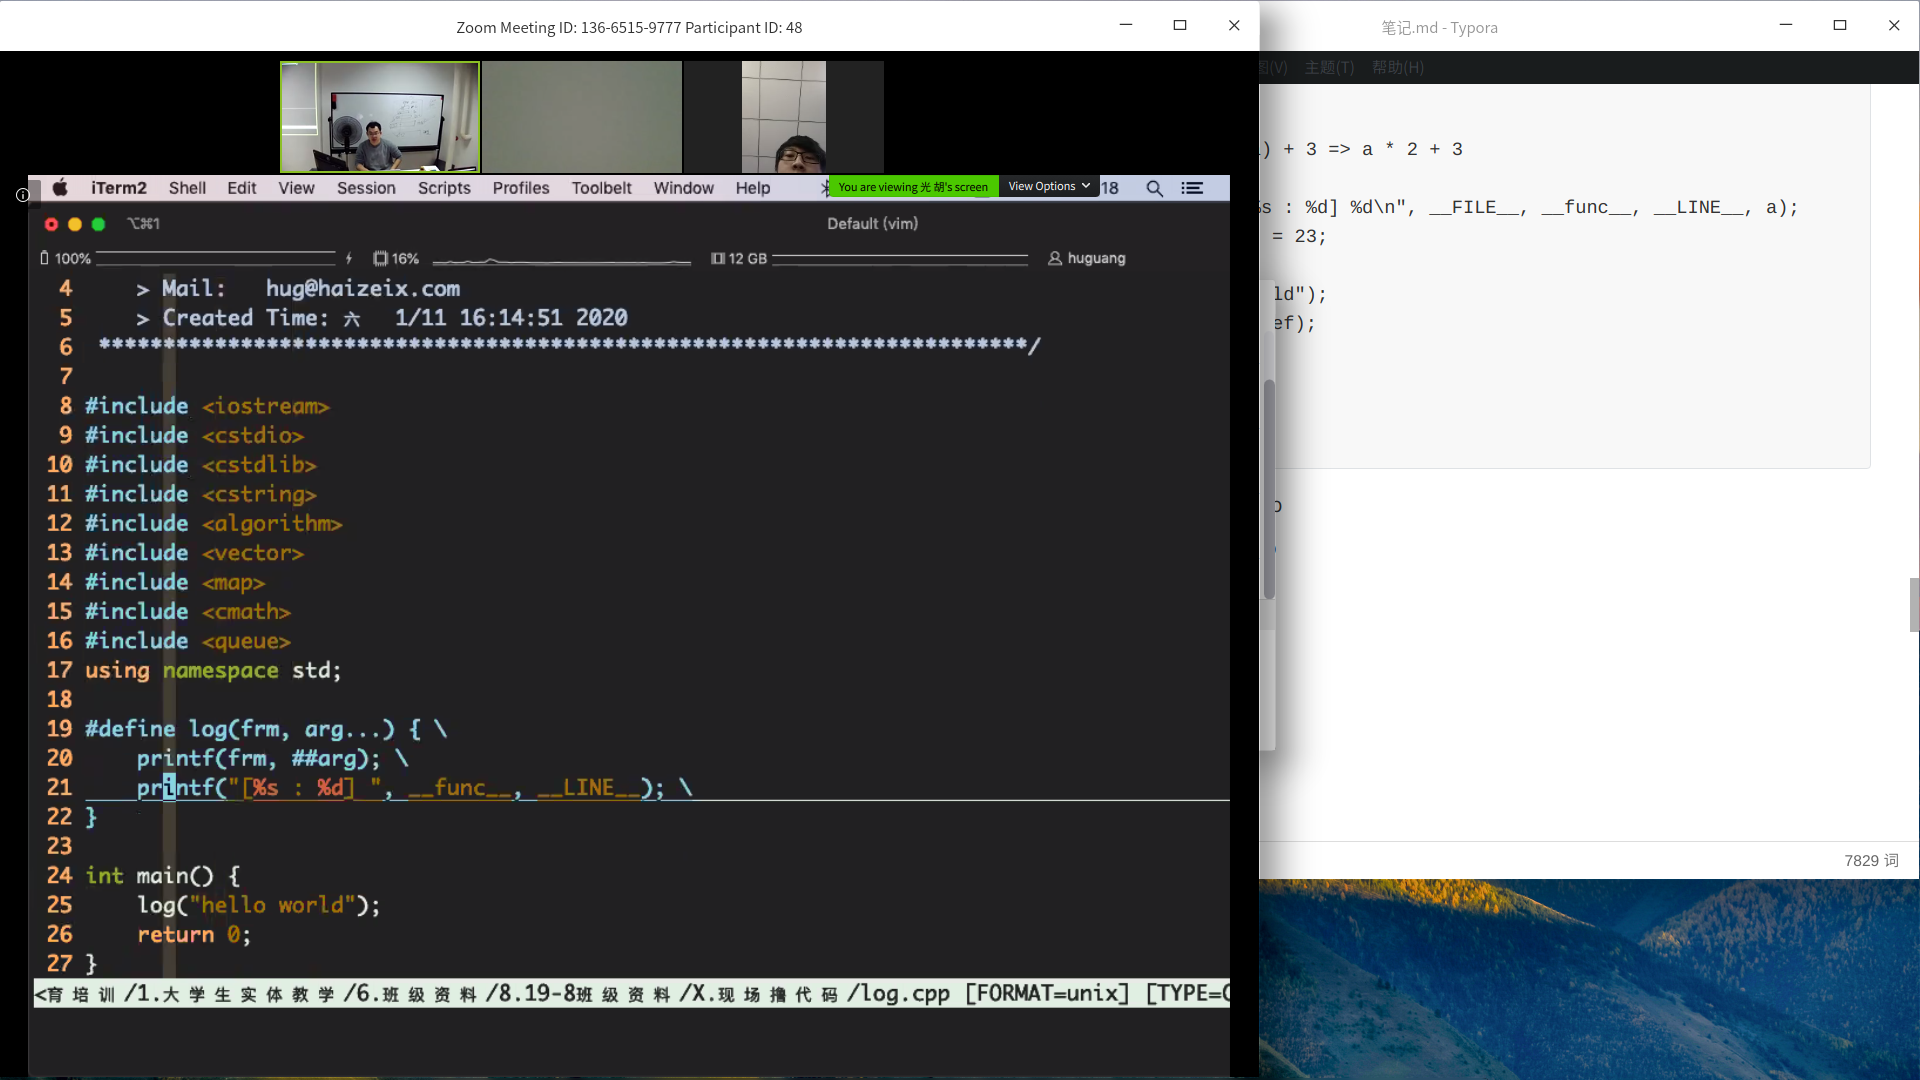 Zoom Meeting ID: 136-6515-9777 Participant ID: 48
笔记.md - Typora
图(V) 主题(T) 帮助(H)
iTerm2 Shell Edit View Session Scripts Profiles Toolbelt Window Help
You are viewing 光 胡's screen
View Options
18
⌥⌘1
Default (vim)
100%
16%
12 GB
huguang
4 > Mail: hug@haizeix.com
5 > Created Time: 六 1/11 16:14:51 2020
6 ************************************************************************/
7
8 #include <iostream>
9 #include <cstdio>
10 #include <cstdlib>
11 #include <cstring>
12 #include <algorithm>
13 #include <vector>
14 #include <map>
15 #include <cmath>
16 #include <queue>
17 using namespace std;
18
19 #define log(frm, arg...) { \
20 printf(frm, ##arg); \
21 printf("[%s : %d] ", __func__, __LINE__); \
22 }
23
24 int main() {
25 log("hello world");
26 return 0;
27 }
<育培训/1.大学生实体教学/6.班级资料/8.19-8班级资料/X.现场撸代码/log.cpp [FORMAT=unix] [TYPE=C
) + 3 => a * 2 + 3
%s : %d] %d\n", __FILE__, __func__, __LINE__, a);
= 23;
ld");
ef);
7829 词